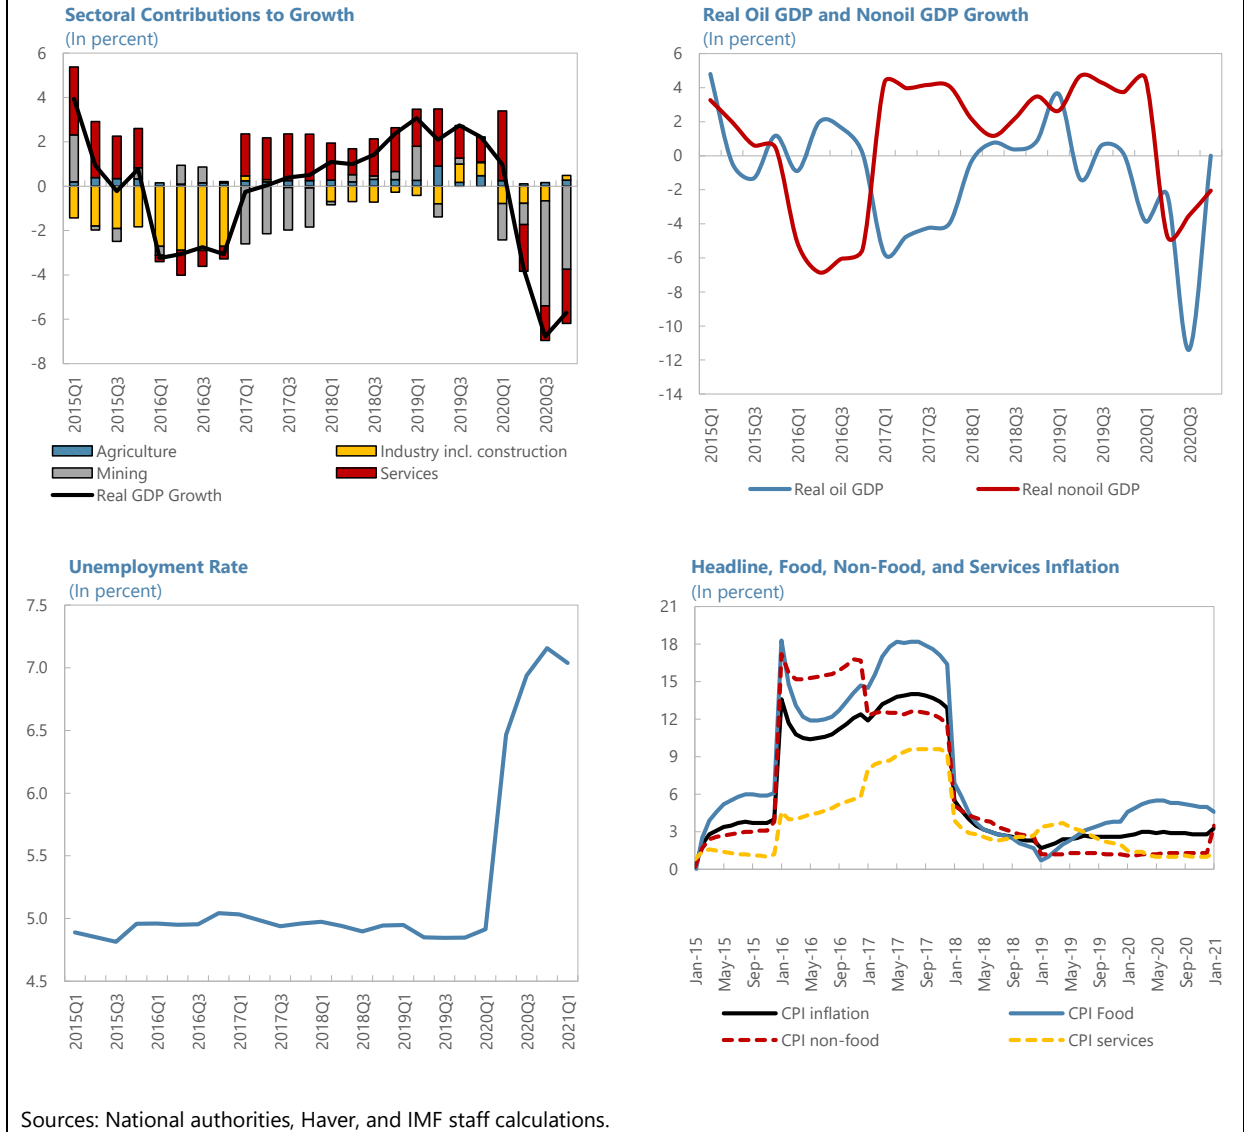 Sectoral Contributions to Growth
(In percent)
6
4
2
0
-2
-4
-6
-8
2015Q1
2015Q3
2016Q1
2016Q3
2017Q1
2017Q3
2018Q1
2018Q3
2019Q1
2019Q3
2020Q1
2020Q3
Agriculture
Industry incl. construction
Mining
Services
Real GDP Growth
Real Oil GDP and Nonoil GDP Growth
(In percent)
6
4
2
0
-2
-4
-6
-8
-10
-12
-14
2015Q1
2015Q3
2016Q1
2016Q3
2017Q1
2017Q3
2018Q1
2018Q3
2019Q1
2019Q3
2020Q1
2020Q3
Real oil GDP
Real nonoil GDP
Unemployment Rate
(In percent)
7.5
7.0
6.5
6.0
5.5
5.0
4.5
2015Q1
2015Q3
2016Q1
2016Q3
2017Q1
2017Q3
2018Q1
2018Q3
2019Q1
2019Q3
2020Q1
2020Q3
2021Q1
Headline, Food, Non-Food, and Services Inflation
(In percent)
21
18
15
12
9
6
3
0
Jan-15
May-15
Sep-15
Jan-16
May-16
Sep-16
Jan-17
May-17
Sep-17
Jan-18
May-18
Sep-18
Jan-19
May-19
Sep-19
Jan-20
May-20
Sep-20
Jan-21
CPI inflation
CPI Food
CPI non-food
CPI services
Sources: National authorities, Haver, and IMF staff calculations.